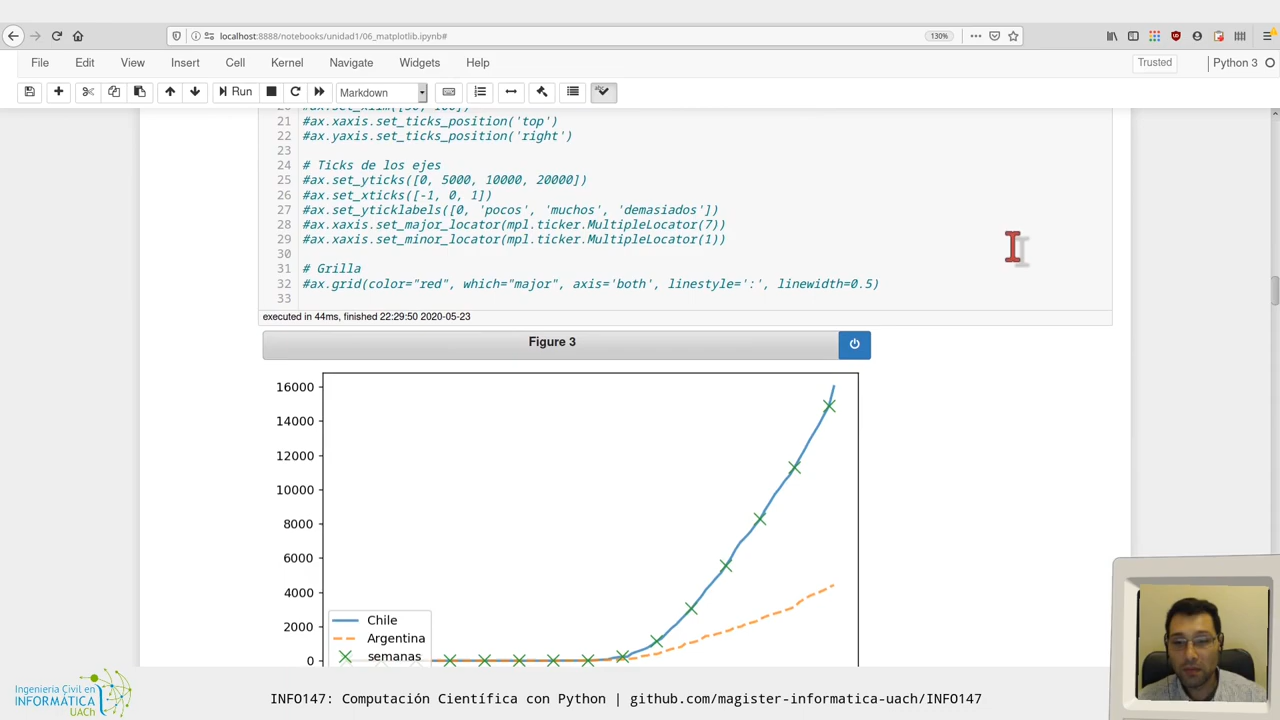 localhost:8888/notebooks/unidad1/06_matplotlib.ipynb#
130%
File Edit View Insert Cell Kernel Navigate Widgets Help
Trusted
Python 3
Run
Markdown
20 #ax.set_xlim([50, 100])
21 #ax.xaxis.set_ticks_position('top')
22 #ax.yaxis.set_ticks_position('right')
23
24 # Ticks de los ejes
25 #ax.set_yticks([0, 5000, 10000, 20000])
26 #ax.set_xticks([-1, 0, 1])
27 #ax.set_yticklabels([0, 'pocos', 'muchos', 'demasiados'])
28 #ax.xaxis.set_major_locator(mpl.ticker.MultipleLocator(7))
29 #ax.xaxis.set_minor_locator(mpl.ticker.MultipleLocator(1))
30
31 # Grilla
32 #ax.grid(color="red", which="major", axis='both', linestyle=':', linewidth=0.5)
33
executed in 44ms, finished 22:29:50 2020-05-23
Figure 3
16000
14000
12000
10000
8000
6000
4000
2000
0
Chile
Argentina
semanas
Ingeniería Civil en
INFORMÁTICA
UACh
INFO147: Computación Científica con Python | github.com/magister-informatica-uach/INFO147